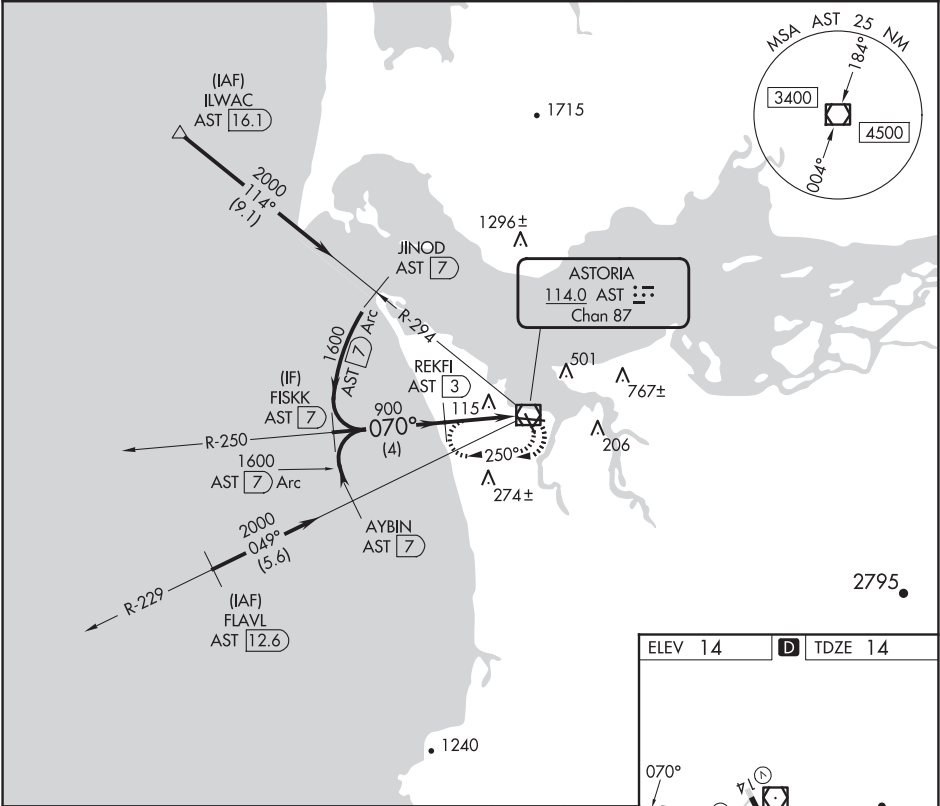 MSA AST 25 NM
184°
3400
4500
004°
(IAF)
ILWAC
AST 16.1
1715
2000
114°
(9.1)
1296±
JINOD
AST 7
ASTORIA
114.0 AST
Chan 87
R-294
1600
AST 7 Arc
REKFI
AST 3
501
767±
(IF)
FISKK
AST 7
115
900
070°
(4)
206
R-250
250°
1600
AST 7 Arc
274±
AYBIN
AST 7
2000
049°
(5.6)
R-229
(IAF)
FLAVL
AST 12.6
2795
ELEV 14
D
TDZE 14
1240
070°
14
V